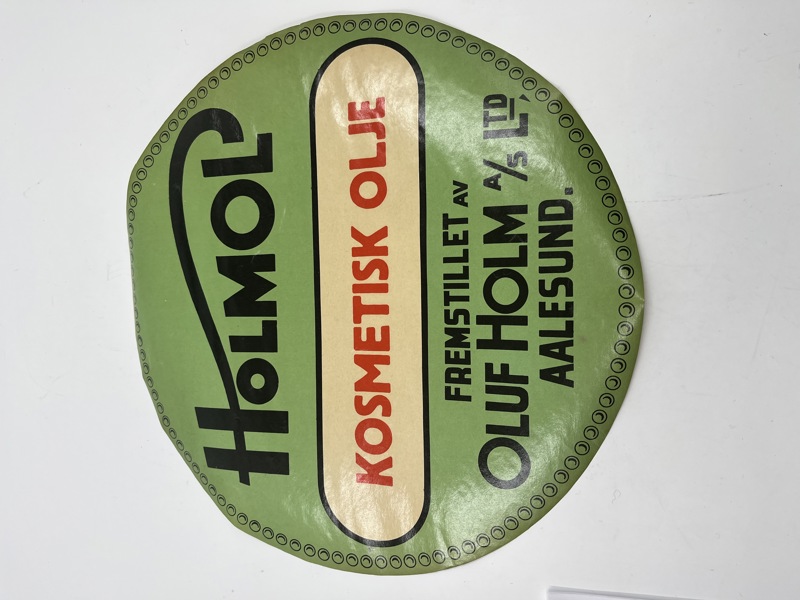 HOLMOL
KOSMETISK OLJE
FREMSTILLET AV
OLUF HOLM A/S LTD,
AALESUND.